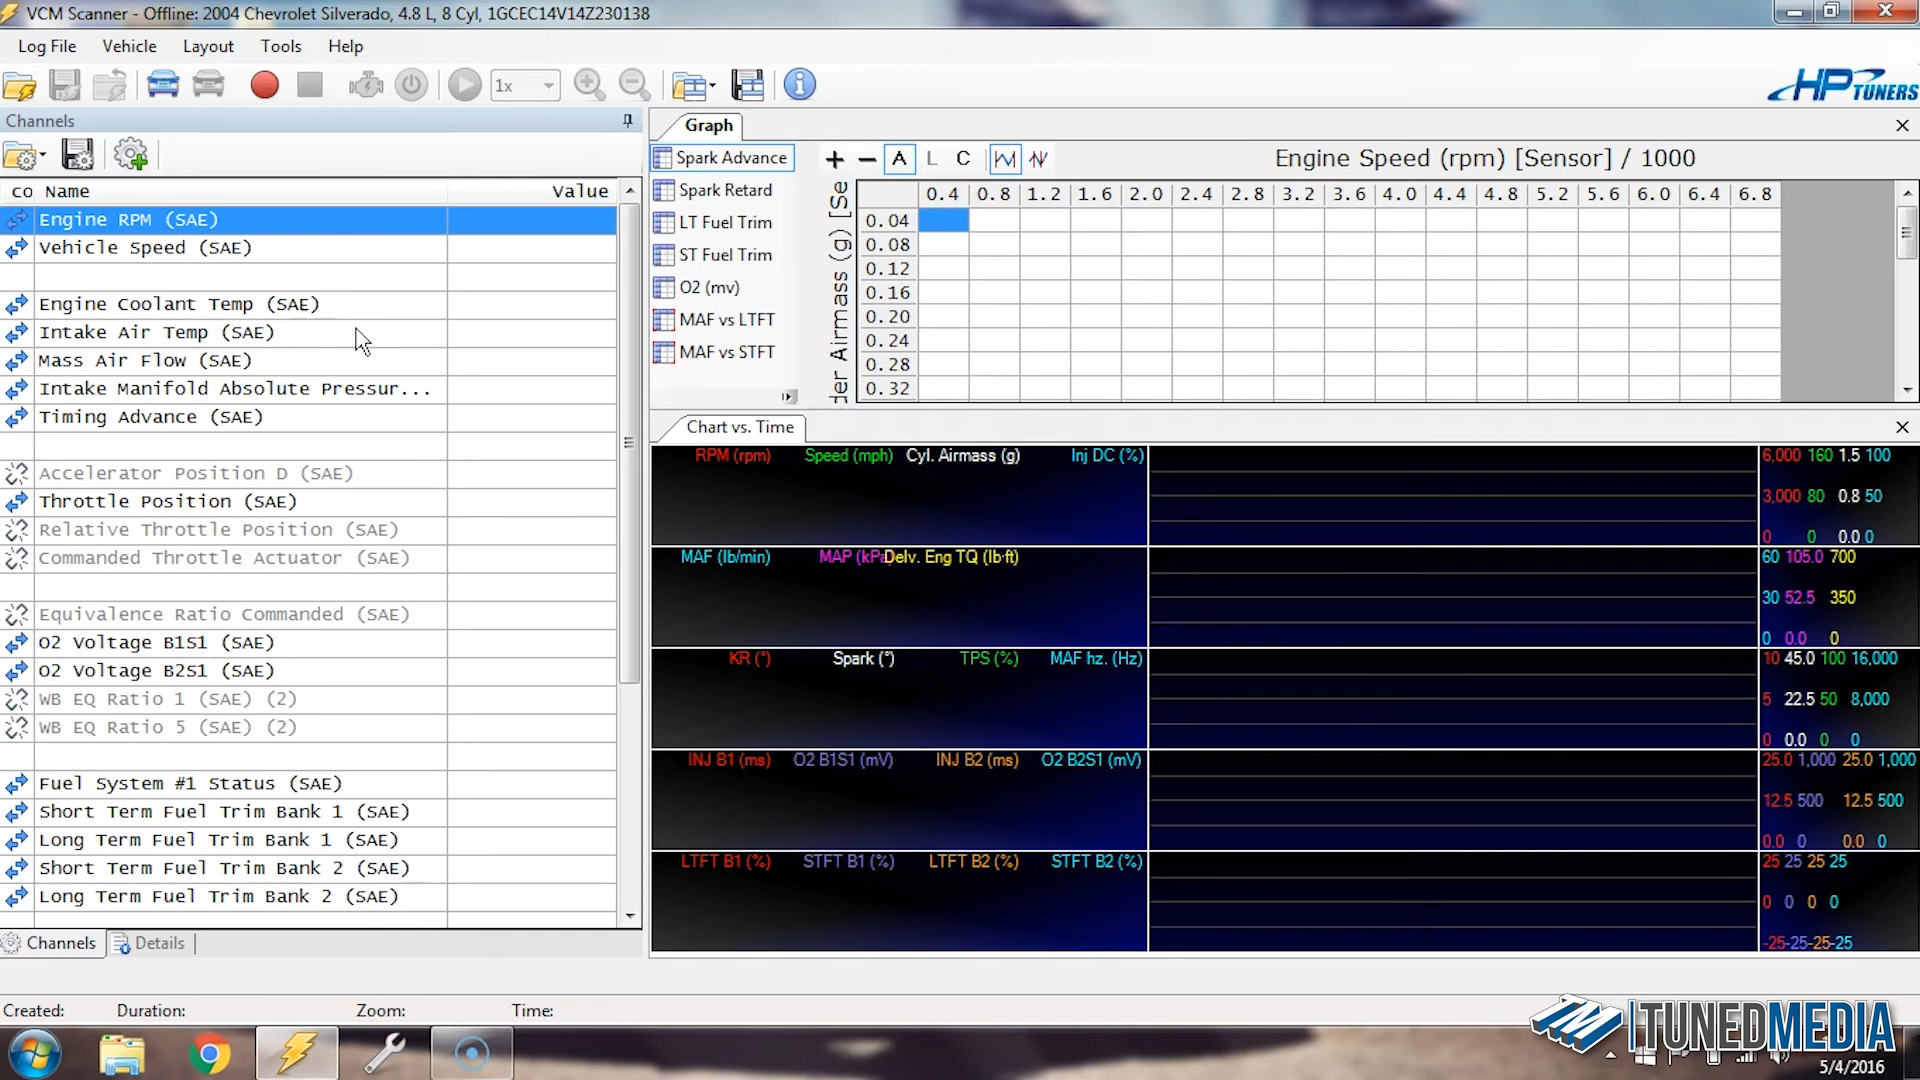 VCM Scanner - Offline: 2004 Chevrolet Silverado, 4.8 L, 8 Cyl, 1GCEC14V14Z230138
Log File Vehicle Layout Tools Help
1x
HP TUNERS
Channels
co Name Value
Engine RPM (SAE)
Vehicle Speed (SAE)
Engine Coolant Temp (SAE)
Intake Air Temp (SAE)
Mass Air Flow (SAE)
Intake Manifold Absolute Pressur...
Timing Advance (SAE)
Accelerator Position D (SAE)
Throttle Position (SAE)
Relative Throttle Position (SAE)
Commanded Throttle Actuator (SAE)
Equivalence Ratio Commanded (SAE)
O2 Voltage B1S1 (SAE)
O2 Voltage B2S1 (SAE)
WB EQ Ratio 1 (SAE) (2)
WB EQ Ratio 5 (SAE) (2)
Fuel System #1 Status (SAE)
Short Term Fuel Trim Bank 1 (SAE)
Long Term Fuel Trim Bank 1 (SAE)
Short Term Fuel Trim Bank 2 (SAE)
Long Term Fuel Trim Bank 2 (SAE)
Channels Details
Graph
Spark Advance
Spark Retard
LT Fuel Trim
ST Fuel Trim
O2 (mv)
MAF vs LTFT
MAF vs STFT
A L C
Engine Speed (rpm) [Sensor] / 1000
der Airmass (g) [Se
0.4 0.8 1.2 1.6 2.0 2.4 2.8 3.2 3.6 4.0 4.4 4.8 5.2 5.6 6.0 6.4 6.8
0.04
0.08
0.12
0.16
0.20
0.24
0.28
0.32
Chart vs. Time
RPM (rpm) Speed (mph) Cyl. Airmass (g) Inj DC (%)
6,000 160 1.5 100
3,000 80 0.8 50
0 0 0.0 0
MAF (lb/min) MAP (kPa Delv. Eng TQ (lb·ft)
60 105.0 700
30 52.5 350
0 0.0 0
KR (°) Spark (°) TPS (%) MAF hz. (Hz)
10 45.0 100 16,000
5 22.5 50 8,000
0 0.0 0 0
INJ B1 (ms) O2 B1S1 (mV) INJ B2 (ms) O2 B2S1 (mV)
25.0 1,000 25.0 1,000
12.5 500 12.5 500
0.0 0 0.0 0
LTFT B1 (%) STFT B1 (%) LTFT B2 (%) STFT B2 (%)
25 25 25 25
0 0 0 0
-25 -25 -25 -25
Created: Duration: Zoom: Time:
TUNEDMEDIA
5/4/2016